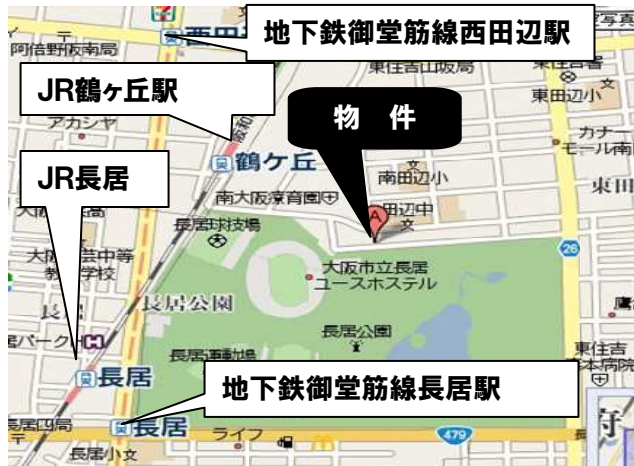 地下鉄御堂筋線西田辺駅
阿倍野阪南局
東住吉山坂局
東田辺小
JR鶴ヶ丘駅
アカシヤ
物 件
カナー
モール南
鶴ケ丘
南田辺小
JR長居
南大阪療育園
田辺中
東田
A
長居球技場
26
大阪市立長居
ユースホステル
長居公園
長居公園
長居運動場
東住吉
長居
地下鉄御堂筋線長居駅
長居
ライフ
479
府
長居小